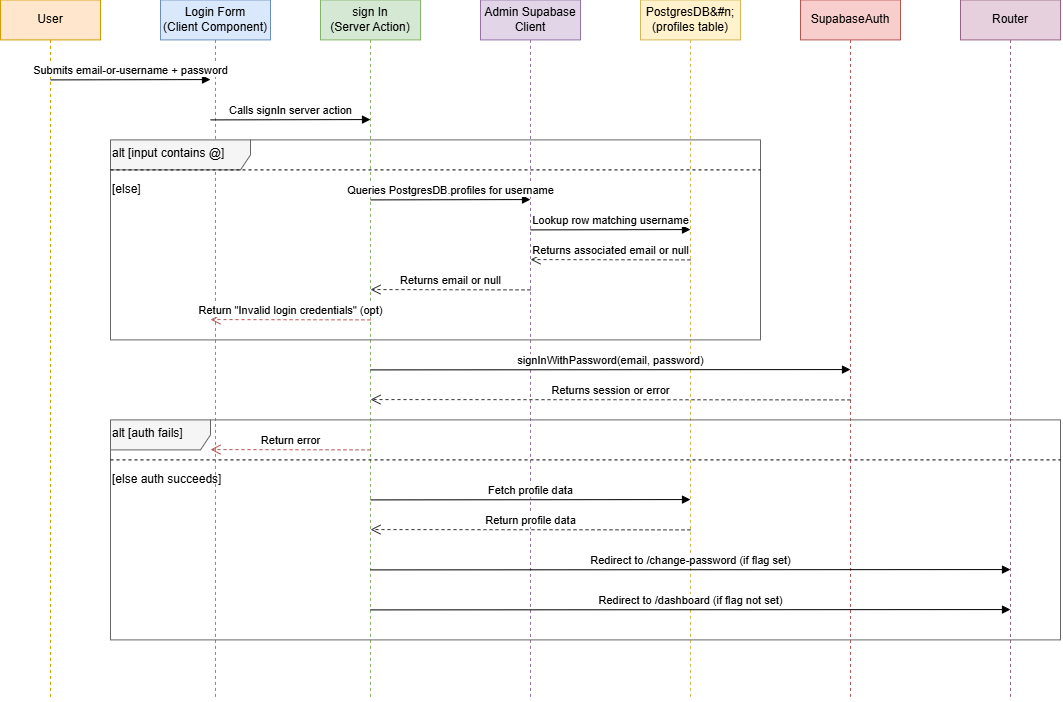 User
Login Form
(Client Component)
sign In
(Server Action)
Admin Supabase
Client
PostgresDB&#n;
(profiles table)
SupabaseAuth
Router
Submits email-or-username + password
Calls signIn server action
alt [input contains @]
[else]
Queries PostgresDB.profiles for username
Lookup row matching username
Returns associated email or null
Returns email or null
Return "Invalid login credentials" (opt)
signInWithPassword(email, password)
Returns session or error
alt [auth fails]
Return error
[else auth succeeds]
Fetch profile data
Return profile data
Redirect to /change-password (if flag set)
Redirect to /dashboard (if flag not set)